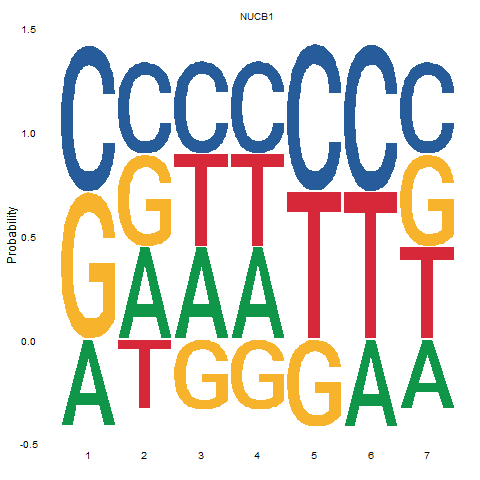 NUCB1
1.5
1.0
0.5
0.0
-0.5
Probability
C C C C C C C
G G T T T T G
A A A T
A T G G G A A
1 2 3 4 5 6 7